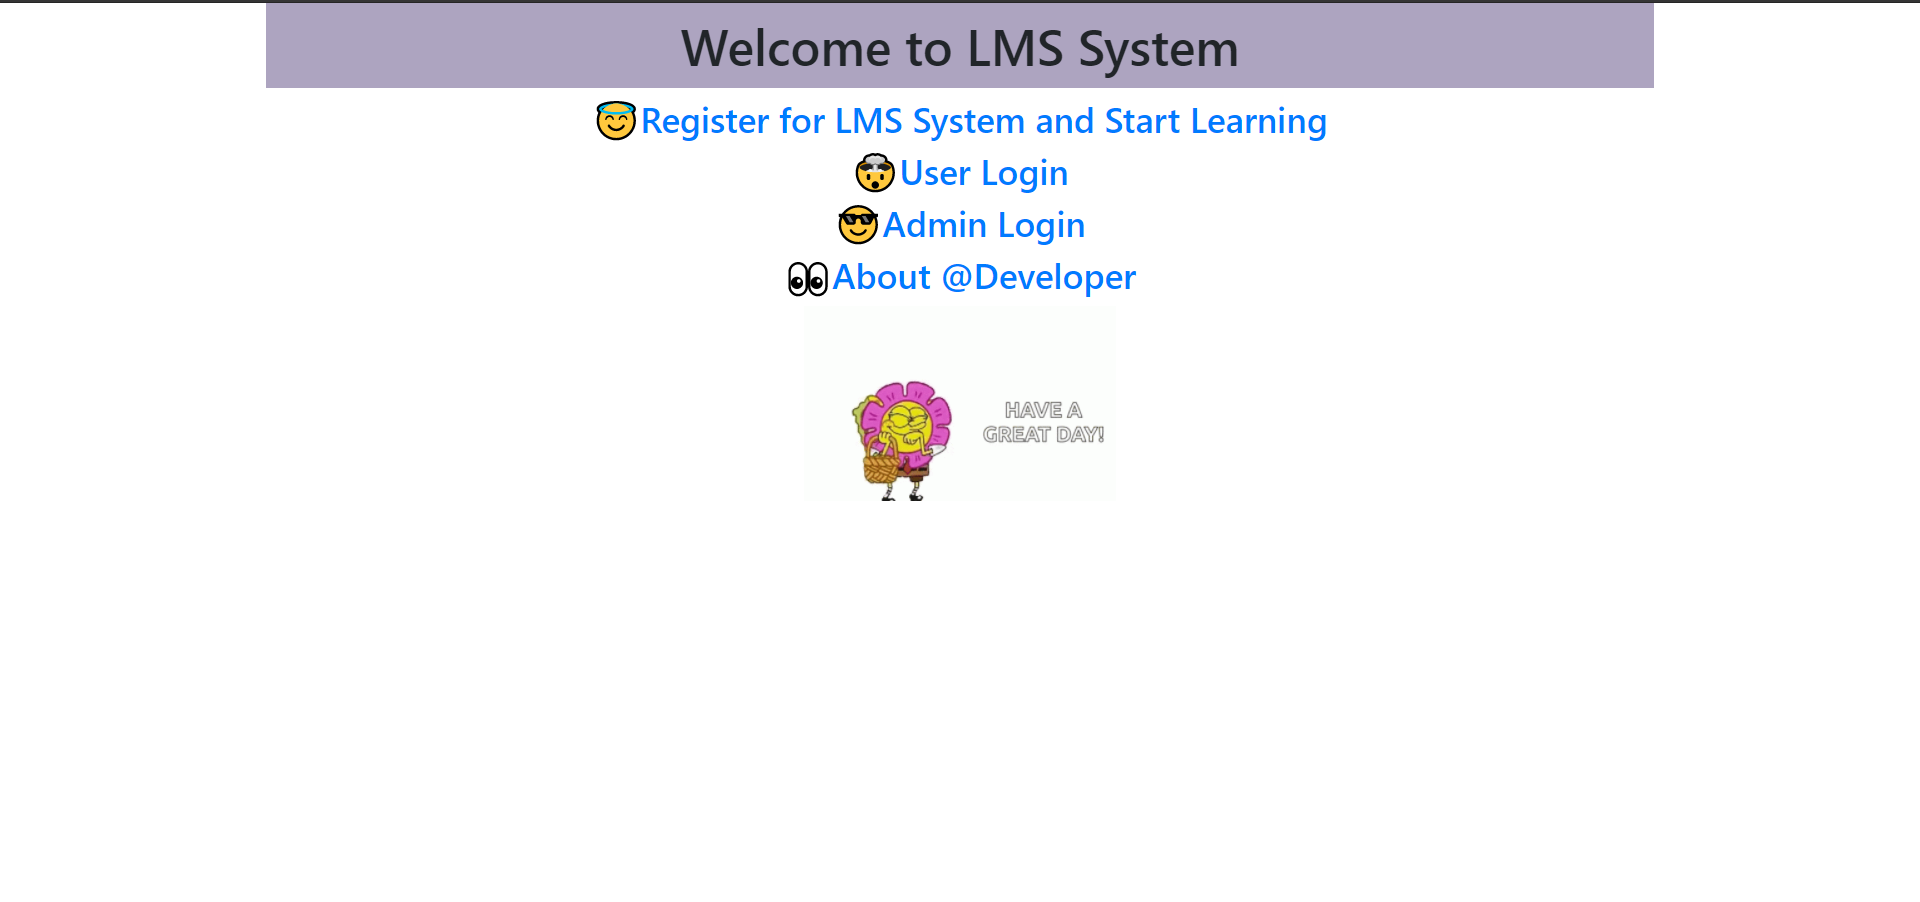 Welcome to LMS System
😇Register for LMS System and Start Learning
🤯User Login
😎Admin Login
👀About @Developer
HAVE A
GREAT DAY!